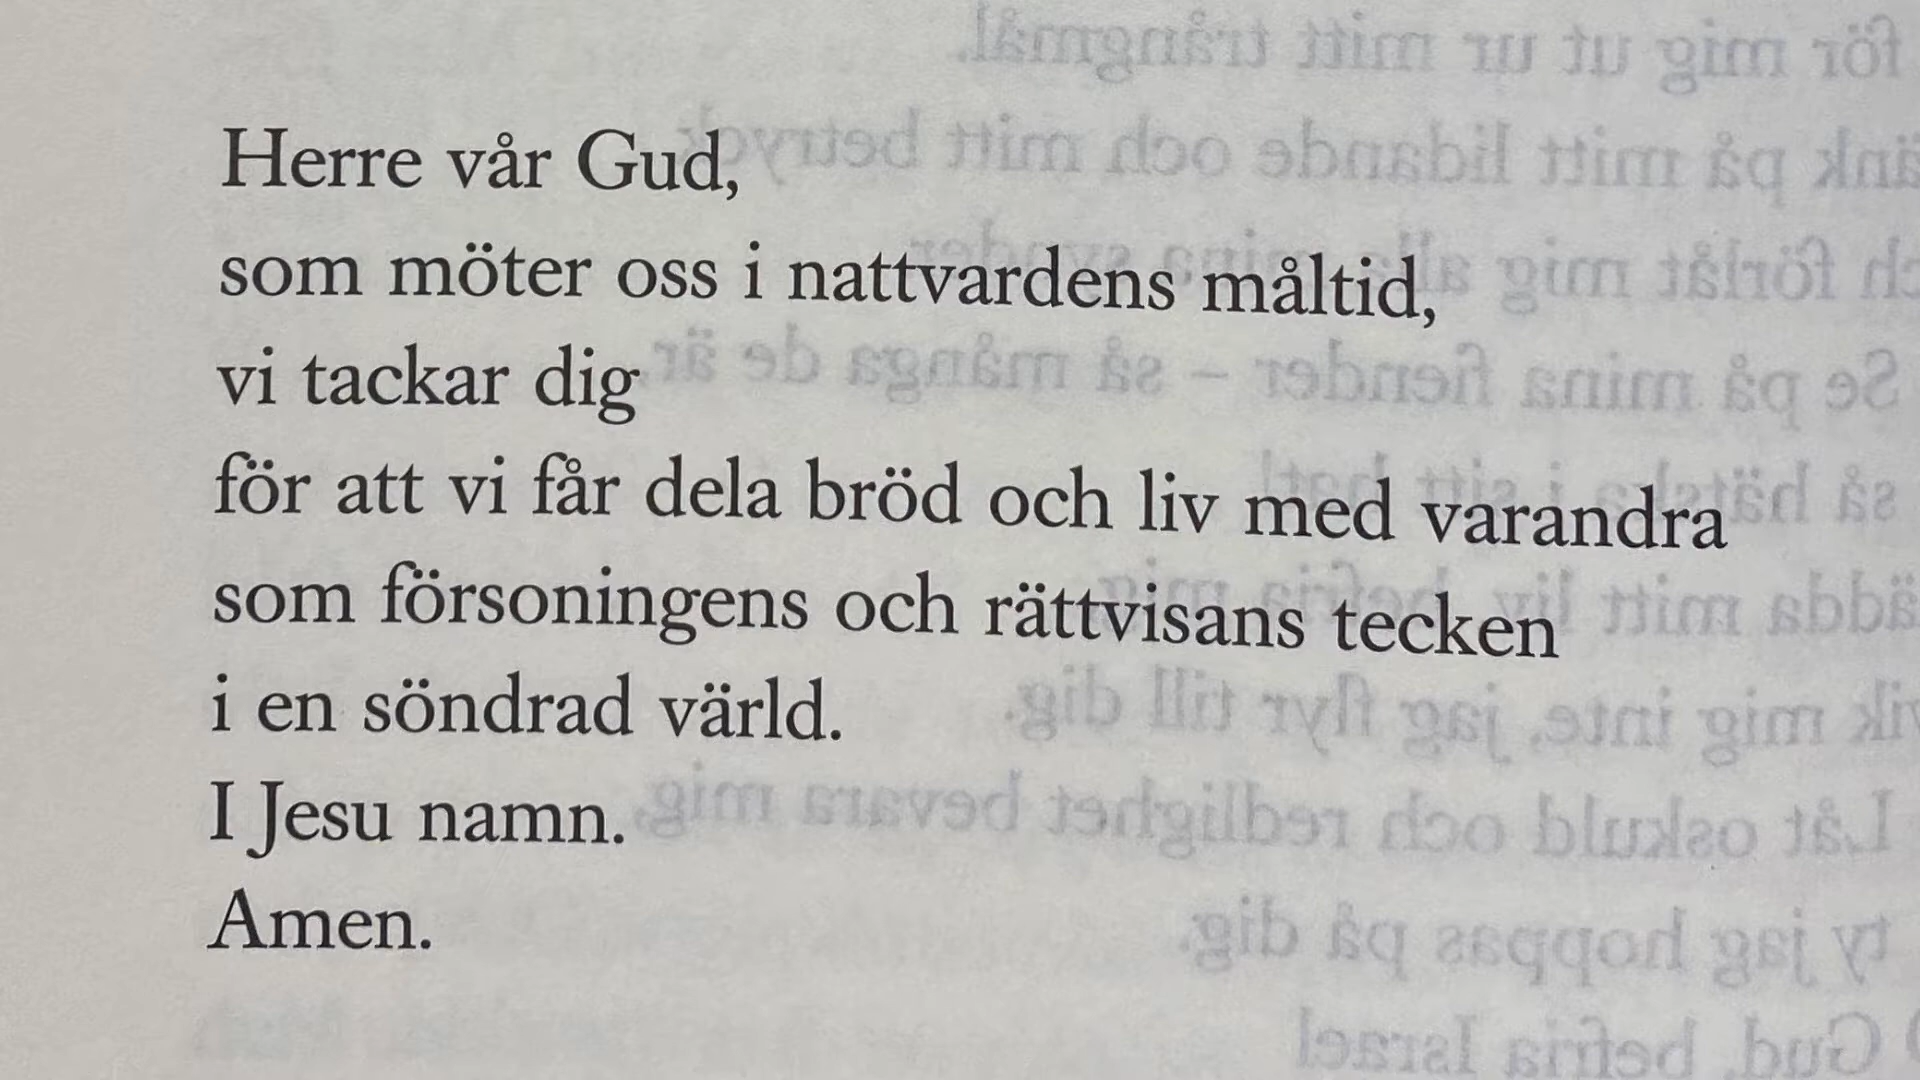 Herre vår Gud,
som möter oss i nattvardens måltid,
vi tackar dig
för att vi får dela bröd och liv med varandra
som försoningens och rättvisans tecken
i en söndrad värld.
I Jesu namn.
Amen.